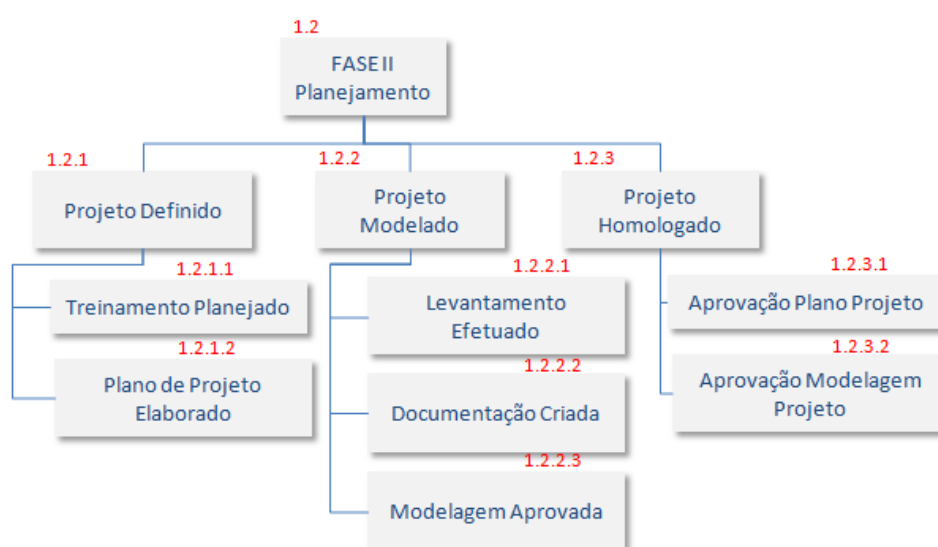 1.2
FASE II
Planejamento
1.2.1
Projeto Definido
1.2.1.1
Treinamento Planejado
1.2.1.2
Plano de Projeto
Elaborado
1.2.2
Projeto
Modelado
1.2.2.1
Levantamento
Efetuado
1.2.2.2
Documentação Criada
1.2.2.3
Modelagem Aprovada
1.2.3
Projeto
Homologado
1.2.3.1
Aprovação Plano Projeto
1.2.3.2
Aprovação Modelagem
Projeto